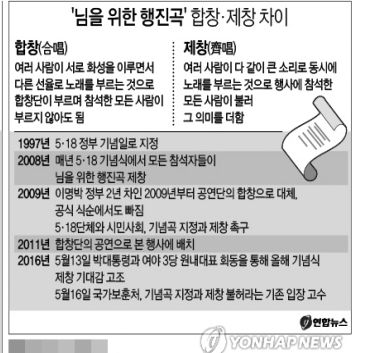 '님을 위한 행진곡' 합창·제창 차이
합창(合唱)
여러 사람이 서로 화성을 이루면서
다른 선율로 노래를 부르는 것으로
합창단이 부르며 참석한 모든 사람이
부르지 않아도 됨
제창(齊唱)
여러 사람이 다 같이 큰 소리로 동시에
노래를 부르는 것으로 행사에 참석한
모든 사람이 불러
그 의미를 더함
1997년 5·18 정부 기념일로 지정
2008년 매년 5·18 기념식에서 모든 참석자들이
님을 위한 행진곡 제창
2009년 이명박 정부 2년 차인 2009년부터 공연단의 합창으로 대체,
공식 식순에서도 빠짐
5·18단체와 시민사회, 기념곡 지정과 제창 촉구
2011년 합창단의 공연으로 본 행사에 배치
2016년 5월13일 박대통령과 여야 3당 원내대표 회동을 통해 올해 기념식
제창 기대감 고조
5월16일 국가보훈처, 기념곡 지정과 제창 불허라는 기존 입장 고수
연합뉴스
YONHAPNEWS